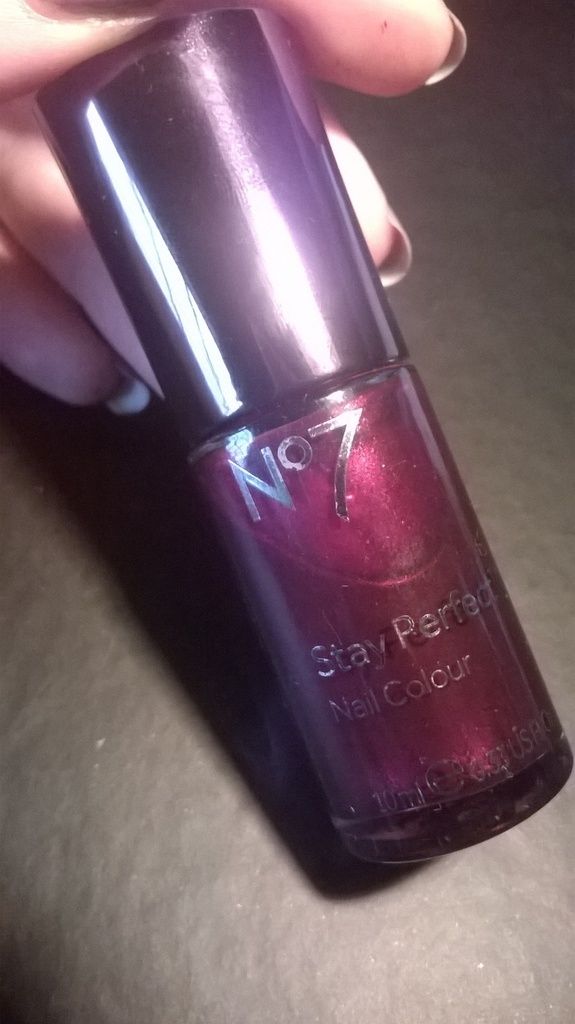 No7
Stay Perfect
Nail Colour
10ml e